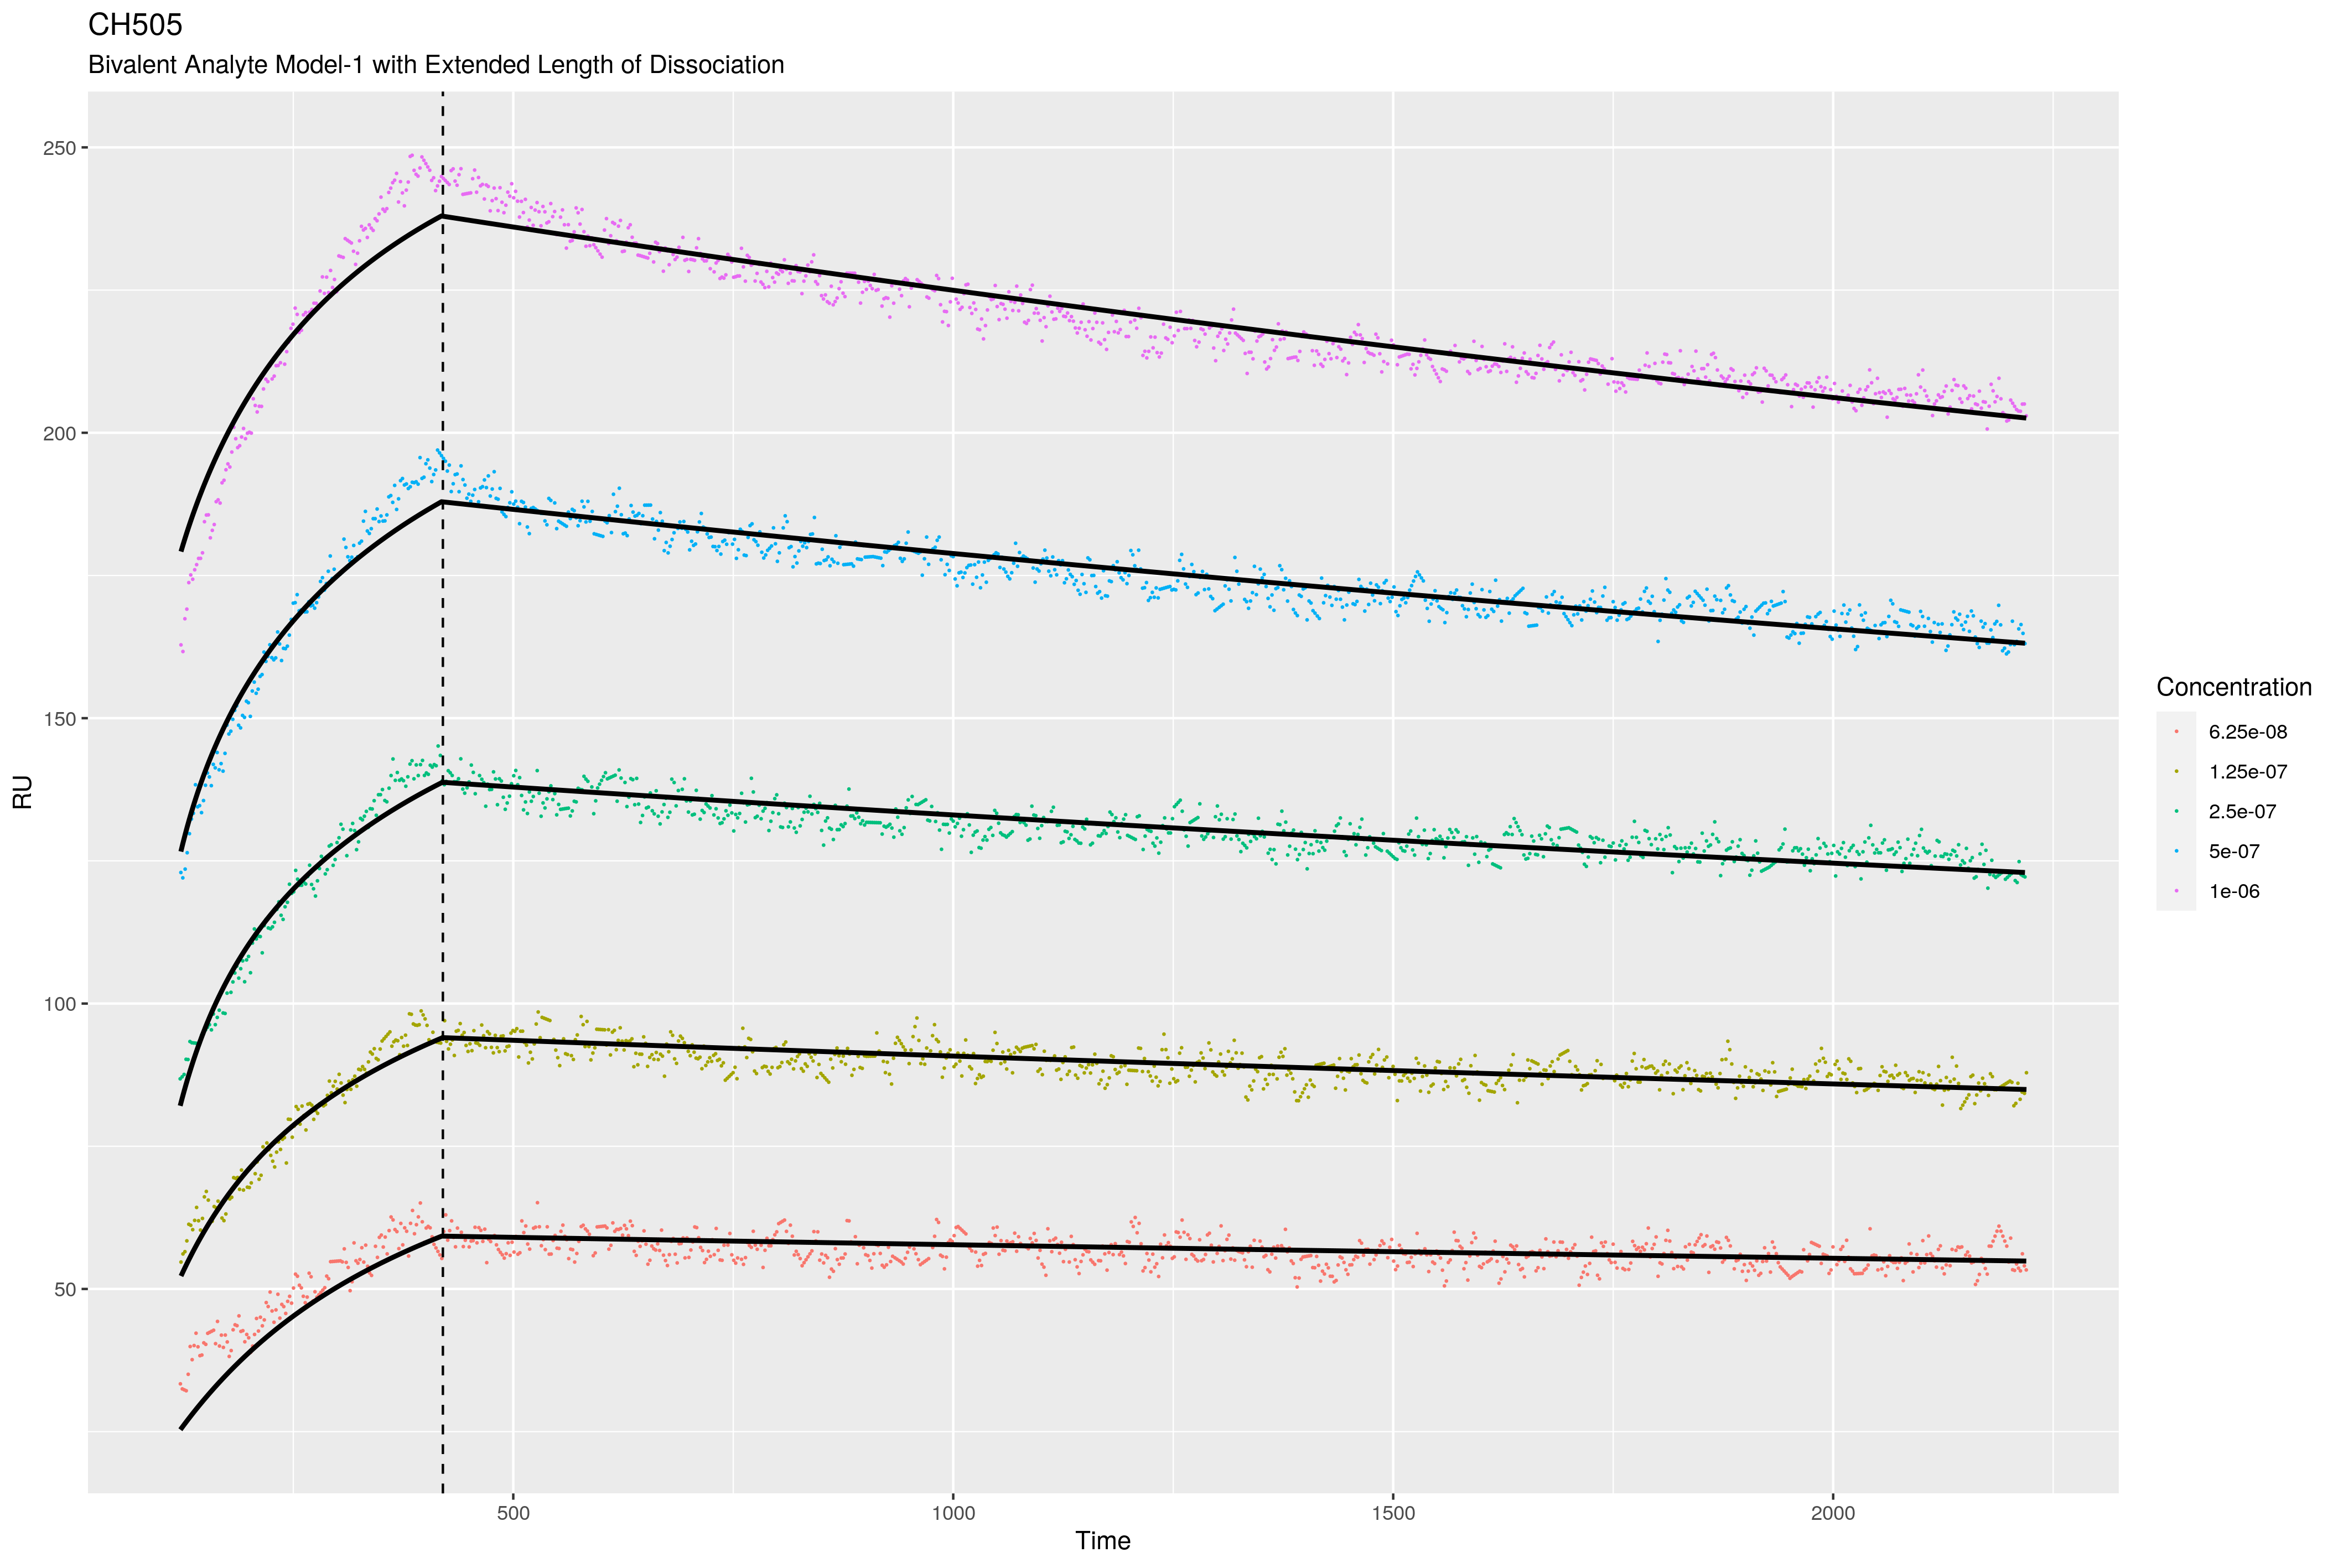 CH505
Bivalent Analyte Model-1 with Extended Length of Dissociation
250
200
150
100
50
RU
500
1000
1500
2000
Time
Concentration
6.25e-08
1.25e-07
2.5e-07
5e-07
1e-06